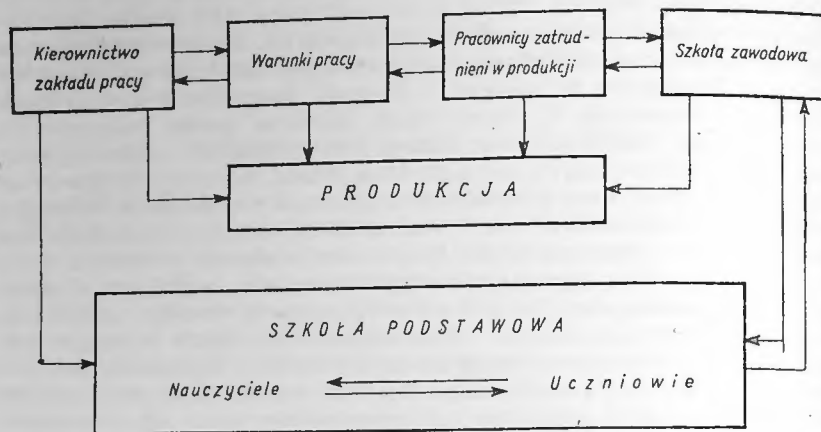 Kierownictwo
zakładu pracy
Warunki pracy
Pracownicy zatrud-
nieni w produkcji
Szkoła zawodowa
PRODUKCJA
SZKOŁA PODSTAWOWA
Nauczyciele
Uczniowie